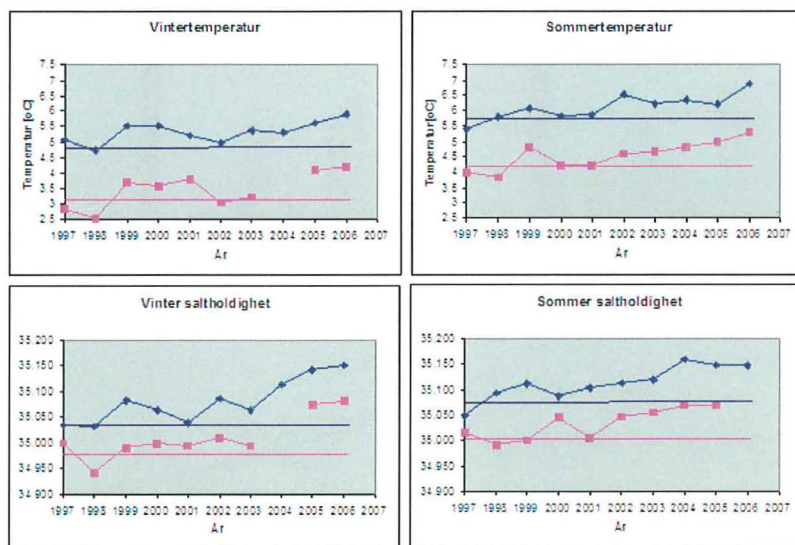 Vintertemperatur
7.5
7
6.5
6
5.5
5
4.5
4
3.5
3
2.5
Temperatur [oC]
1997 1998 1999 2000 2001 2002 2003 2004 2005 2006 2007
År
Sommertemperatur
7.5
7
6.5
6
5.5
5
4.5
4
3.5
3
2.5
Temperatur [oC]
1997 1998 1999 2000 2001 2002 2003 2004 2005 2006 2007
År
Vinter saltholdighet
35.200
35.150
35.100
35.050
35.000
34.950
34.900
1997 1998 1999 2000 2001 2002 2003 2004 2005 2006 2007
År
Sommer saltholdighet
35.200
35.150
35.100
35.050
35.000
34.950
34.900
1997 1998 1999 2000 2001 2002 2003 2004 2005 2006 2007
År